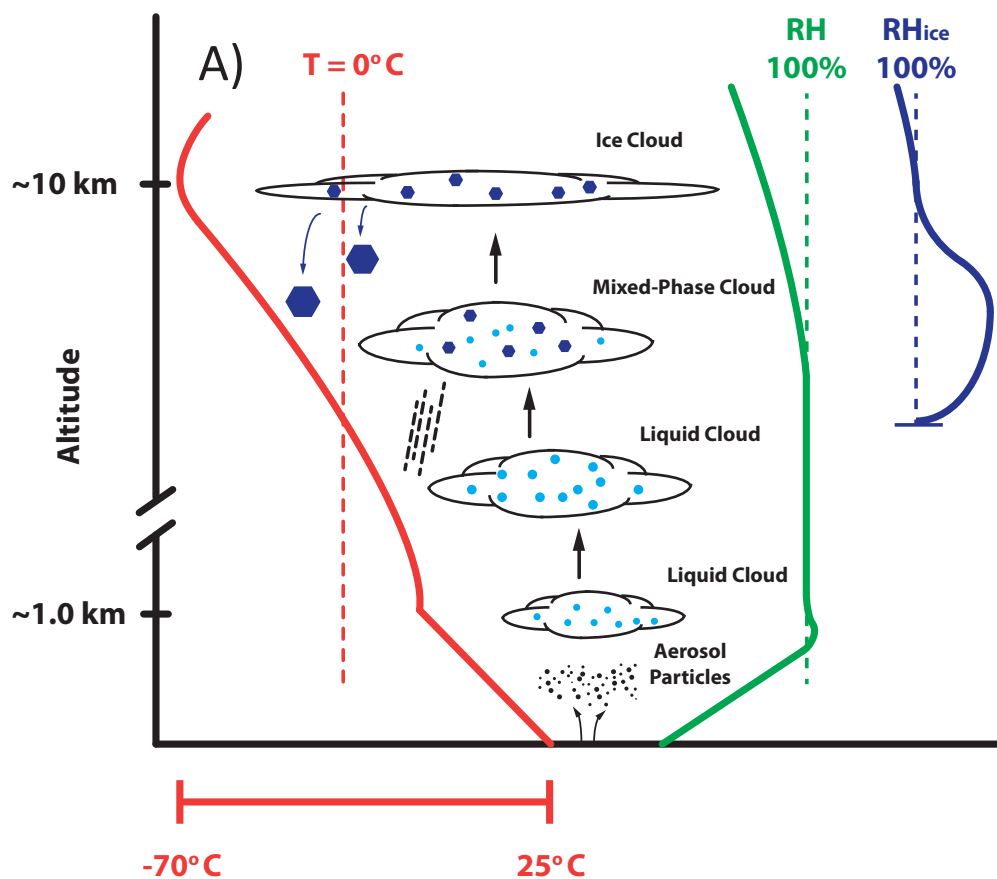 A)
T = 0° C
RH
100%
RHice
100%
Ice Cloud
~10 km
Mixed-Phase Cloud
Altitude
Liquid Cloud
Liquid Cloud
~1.0 km
Aerosol
Particles
-70° C
25° C